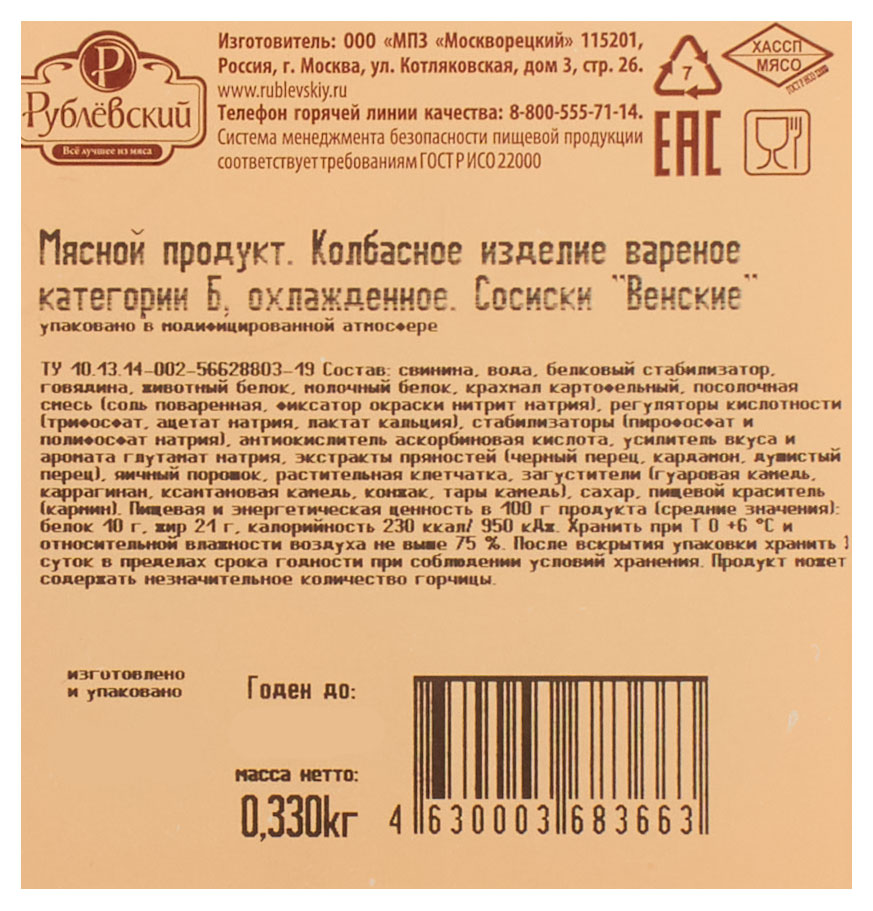 Р
Рублёвский
Всё лучшее из мяса
Изготовитель: ООО «МПЗ «Москворецкий» 115201,
Россия, г. Москва, ул. Котляковская, дом 3, стр. 26.
www.rublevskiy.ru
Телефон горячей линии качества: 8-800-555-71-14.
Система менеджмента безопасности пищевой продукции
соответствует требованиям ГОСТ Р ИСО 22000
7
ХАССП
МЯСО
ГОСТ Р ИСО 22000
ЕАС
Мясной продукт. Колбасное изделие вареное
категории Б, охлажденное. Сосиски "Венские"
упаковано в модифицированной атмосфере
ТУ 10.13.14-002-56628803-19 Состав: свинина, вода, белковый стабилизатор,
говядина, животный белок, молочный белок, крахмал картофельный, посолочная
смесь (соль поваренная, фиксатор окраски нитрит натрия), регуляторы кислотности
(трифосфат, ацетат натрия, лактат кальция), стабилизаторы (пирофосфат и
полифосфат натрия), антиокислитель аскорбиновая кислота, усилитель вкуса и
аромата глутамат натрия, экстракты пряностей (черный перец, кардамон, душистый
перец), яичный порошок, растительная клетчатка, загустители (гуаровая камедь,
каррагинан, ксантановая камедь, конжак, тары камедь), сахар, пищевой краситель
(кармин). Пищевая и энергетическая ценность в 100 г продукта (средние значения):
белок 10 г, жир 21 г, калорийность 230 ккал/ 950 кДж. Хранить при Т 0 +6 °С и
относительной влажности воздуха не выше 75 %. После вскрытия упаковки хранить
суток в пределах срока годности при соблюдении условий хранения. Продукт может
содержать незначительное количество горчицы.
изготовлено
и упаковано
Годен до:
масса нетто:
0,330кг
4 630003 683663